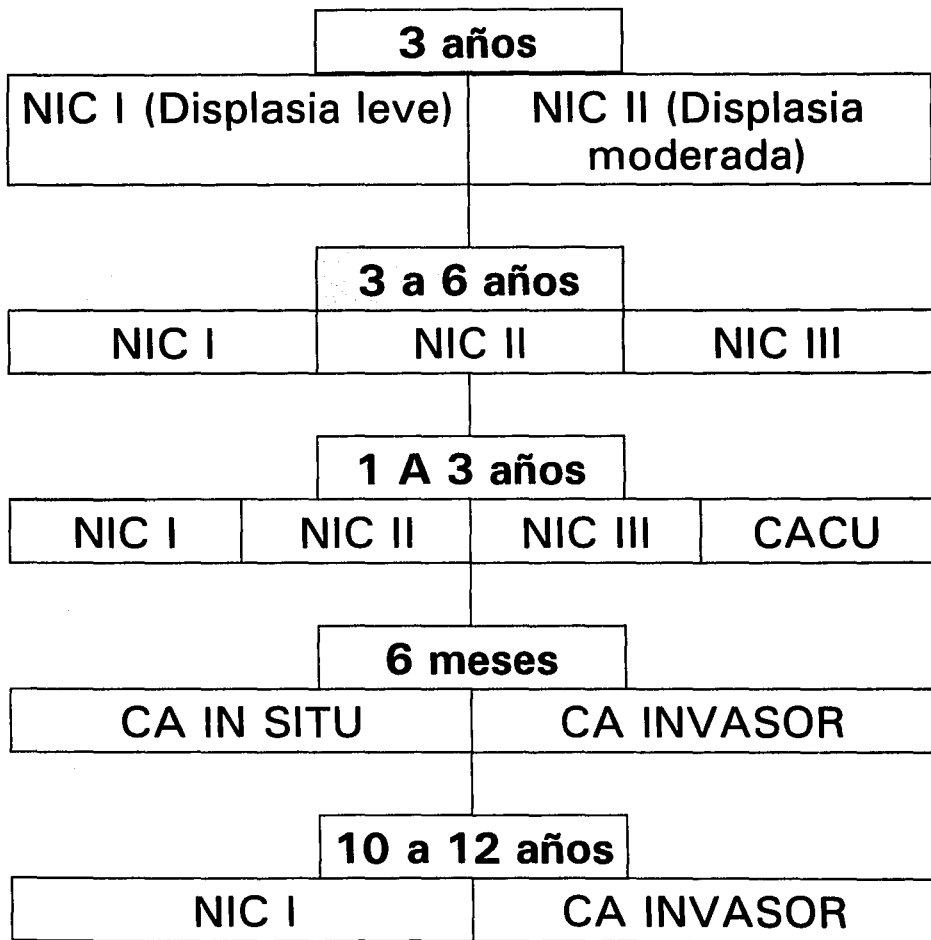 3 años
NIC I (Displasia leve)
NIC II (Displasia
moderada)
3 a 6 años
NIC I
NIC II
NIC III
1 A 3 años
NIC I
NIC II
NIC III
CACU
6 meses
CA IN SITU
CA INVASOR
10 a 12 años
NIC I
CA INVASOR